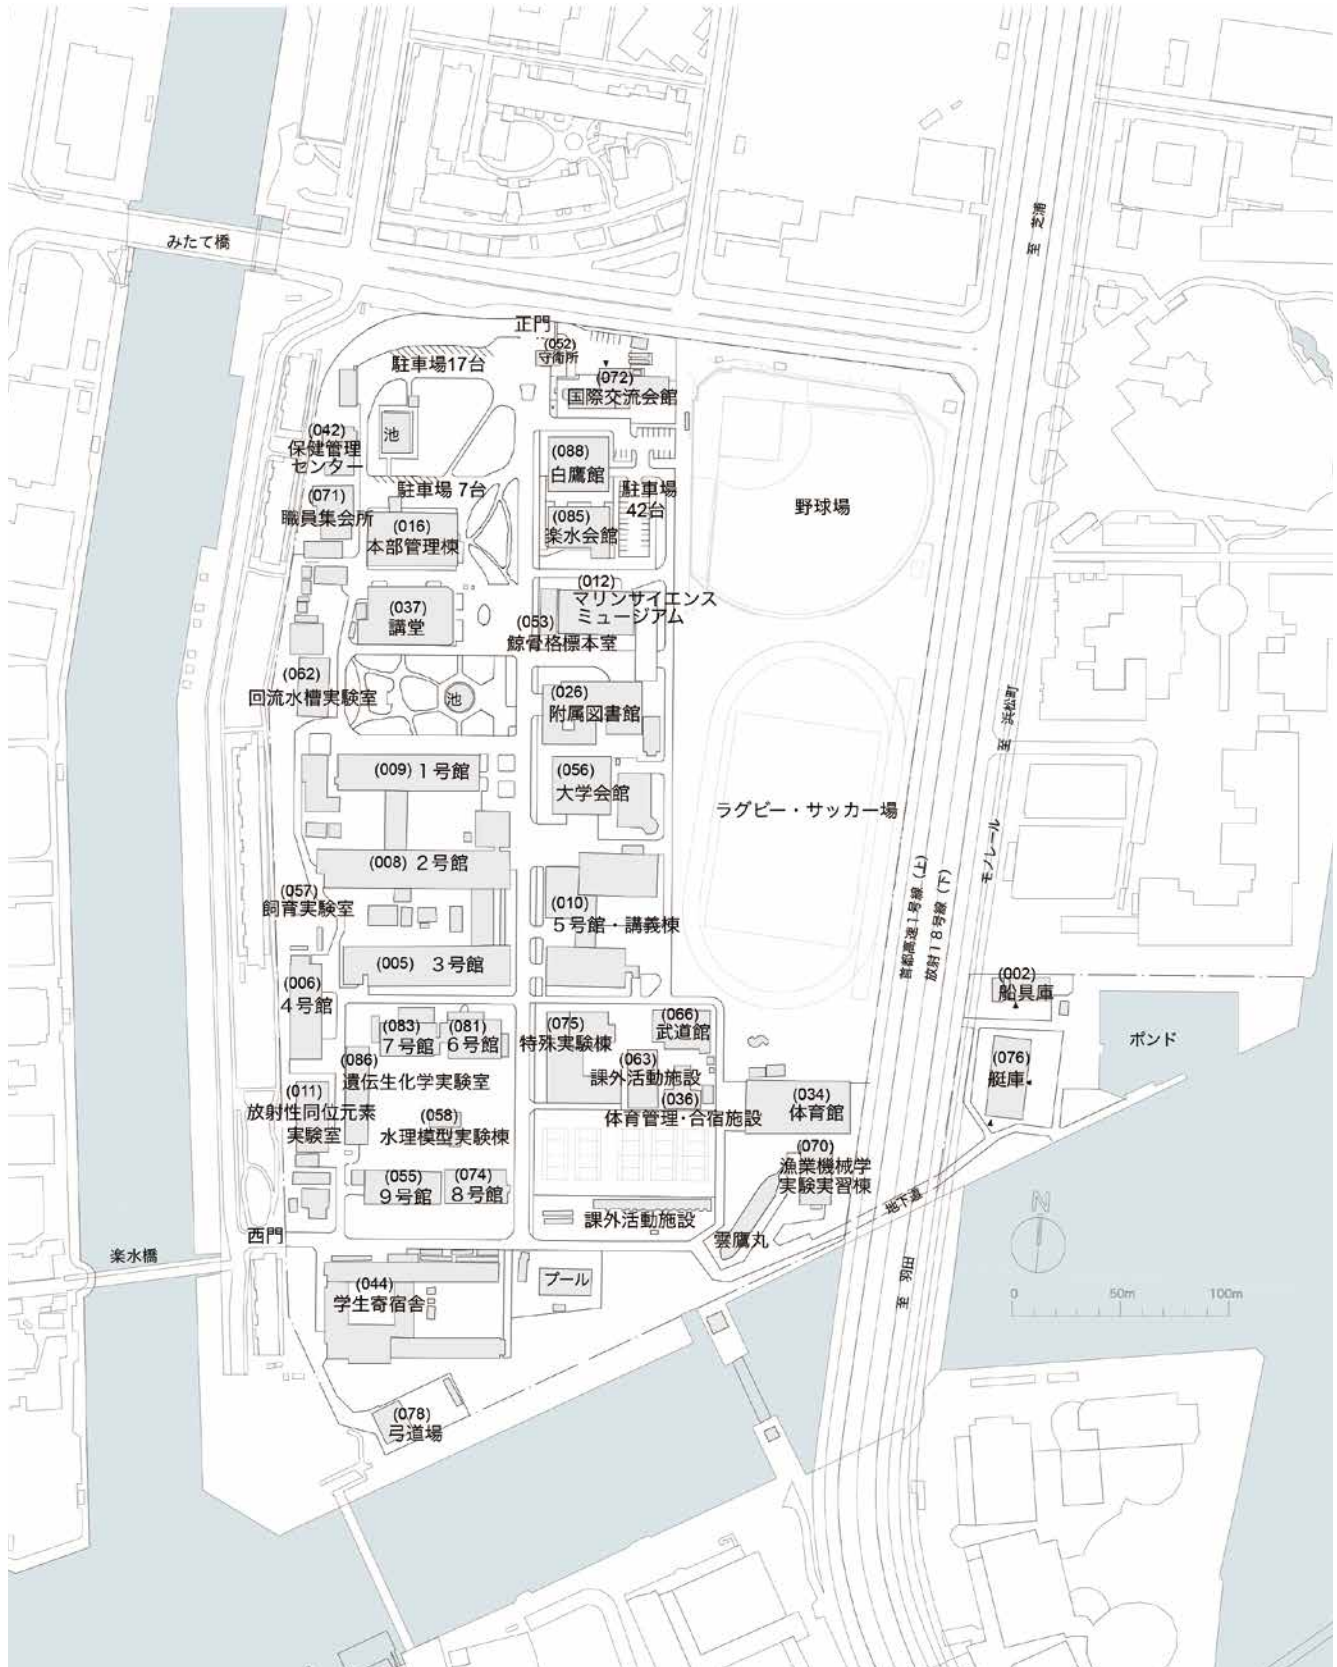 至 芝浦
みたて橋
正門
(052)
守衛所
駐車場17台
(072)
国際交流会館
池
(042)
保健管理
センター
(088)
白鷹館
駐車場 7台
駐車場
42台
(071)
職員集会所
(016)
本部管理棟
(085)
楽水会館
野球場
(012)
マリンサイエンス
ミュージアム
(037)
講堂
(053)
鯨骨格標本室
(062)
回流水槽実験室
池
(026)
附属図書館
至 浜松町
(009) 1号館
(056)
大学会館
ラグビー・サッカー場
モノレール
(008) 2号館
(057)
飼育実験室
(010)
5号館・講義棟
首都高速1号線(上)
放射18号線(下)
(005) 3号館
(006)
4号館
(002)
船具庫
(083)
7号館
(081)
6号館
(075)
特殊実験棟
(066)
武道館
ポンド
(076)
艇庫
(086)
遺伝生化学実験室
(063)
課外活動施設
(011)
放射性同位元素
実験室
(058)
水理模型実験棟
(036)
体育管理・合宿施設
(034)
体育館
(070)
漁業機械学
実験実習棟
(055)
9号館
(074)
8号館
地下道
課外活動施設
雲鷹丸
西門
楽水橋
(044)
学生寄宿舎
プール
至 羽田
N
0 50m 100m
(078)
弓道場